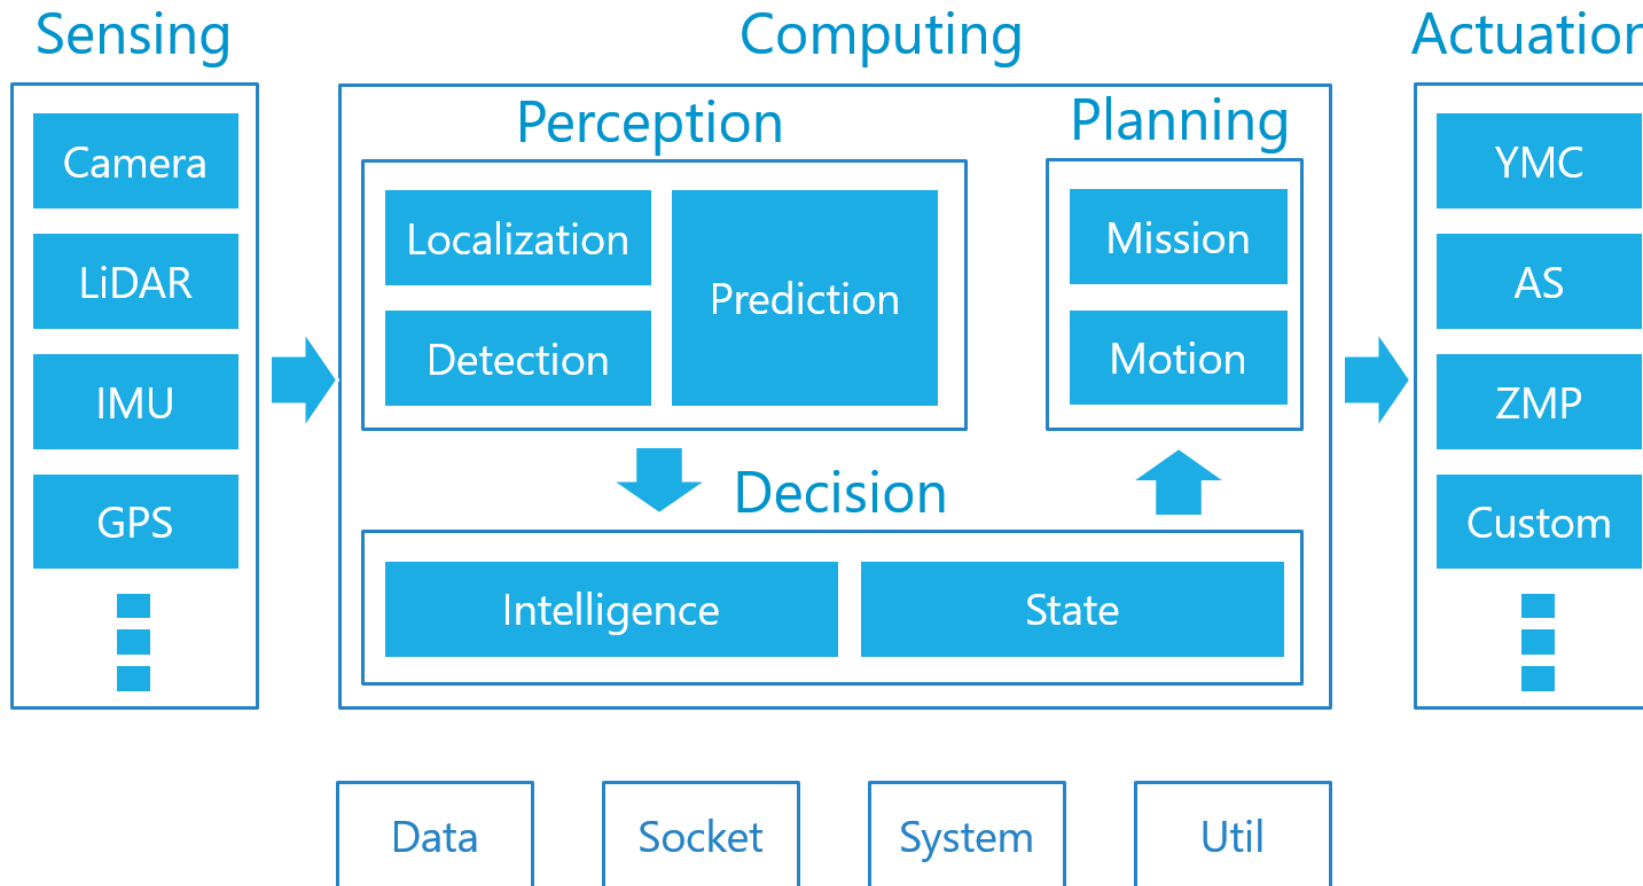 Sensing
Camera
LiDAR
IMU
GPS
Computing
Perception
Localization
Detection
Prediction
Planning
Mission
Motion
Decision
Intelligence
State
Actuation
YMC
AS
ZMP
Custom
Data
Socket
System
Util